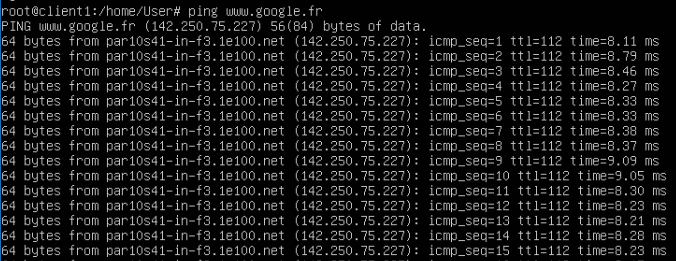 root@client1:/home/User# ping www.google.fr
PING www.google.fr (142.250.75.227) 56(84) bytes of data.
64 bytes from par10s41-in-f3.1e100.net (142.250.75.227): icmp_seq=1 ttl=112 time=8.11 ms
64 bytes from par10s41-in-f3.1e100.net (142.250.75.227): icmp_seq=2 ttl=112 time=8.79 ms
64 bytes from par10s41-in-f3.1e100.net (142.250.75.227): icmp_seq=3 ttl=112 time=8.46 ms
64 bytes from par10s41-in-f3.1e100.net (142.250.75.227): icmp_seq=4 ttl=112 time=8.27 ms
64 bytes from par10s41-in-f3.1e100.net (142.250.75.227): icmp_seq=5 ttl=112 time=8.33 ms
64 bytes from par10s41-in-f3.1e100.net (142.250.75.227): icmp_seq=6 ttl=112 time=8.33 ms
64 bytes from par10s41-in-f3.1e100.net (142.250.75.227): icmp_seq=7 ttl=112 time=8.38 ms
64 bytes from par10s41-in-f3.1e100.net (142.250.75.227): icmp_seq=8 ttl=112 time=8.37 ms
64 bytes from par10s41-in-f3.1e100.net (142.250.75.227): icmp_seq=9 ttl=112 time=9.09 ms
64 bytes from par10s41-in-f3.1e100.net (142.250.75.227): icmp_seq=10 ttl=112 time=9.05 ms
64 bytes from par10s41-in-f3.1e100.net (142.250.75.227): icmp_seq=11 ttl=112 time=8.30 ms
64 bytes from par10s41-in-f3.1e100.net (142.250.75.227): icmp_seq=12 ttl=112 time=8.23 ms
64 bytes from par10s41-in-f3.1e100.net (142.250.75.227): icmp_seq=13 ttl=112 time=8.21 ms
64 bytes from par10s41-in-f3.1e100.net (142.250.75.227): icmp_seq=14 ttl=112 time=8.28 ms
64 bytes from par10s41-in-f3.1e100.net (142.250.75.227): icmp_seq=15 ttl=112 time=8.23 ms